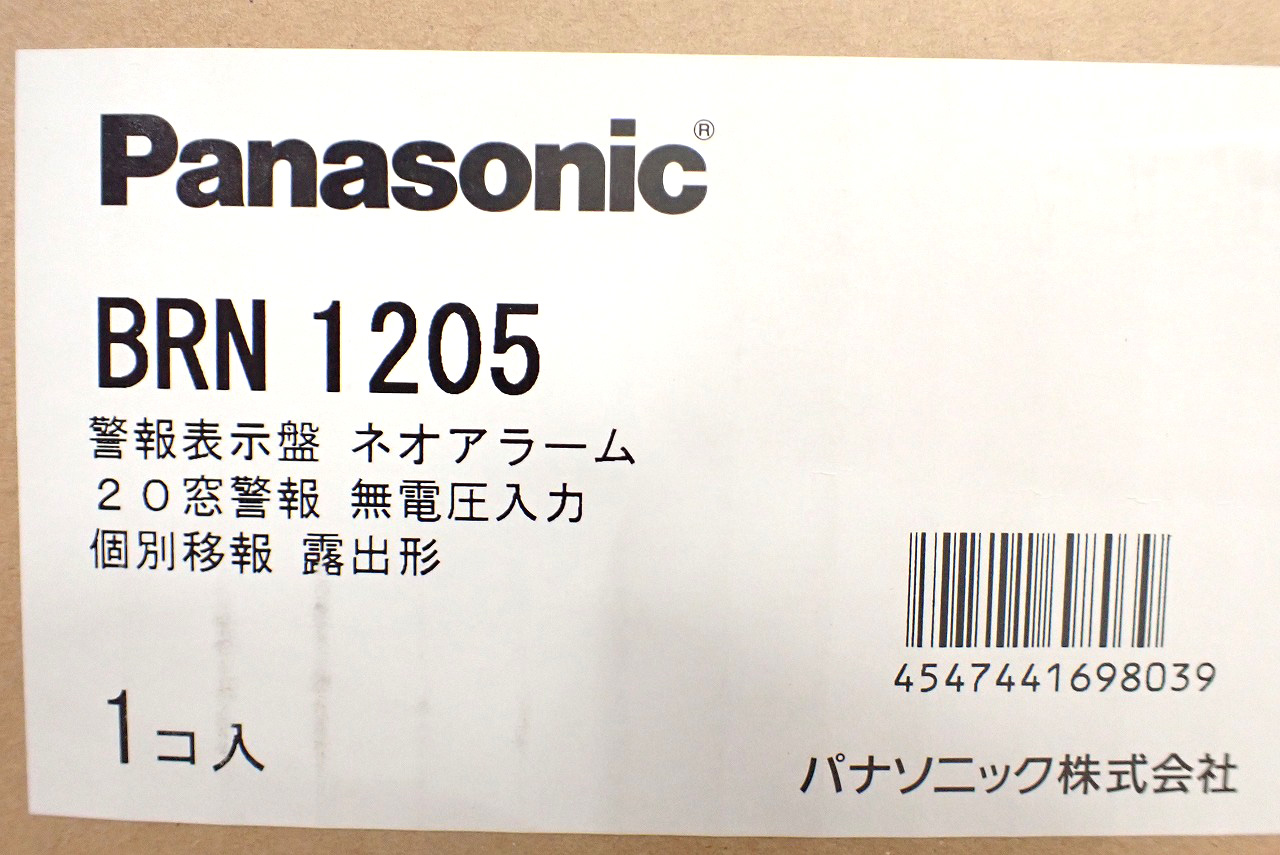 Panasonic®
BRN 1205
警報表示盤 ネオアラーム
２０窓警報 無電圧入力
個別移報 露出形
1コ入
4547441698039
パナソニック株式会社